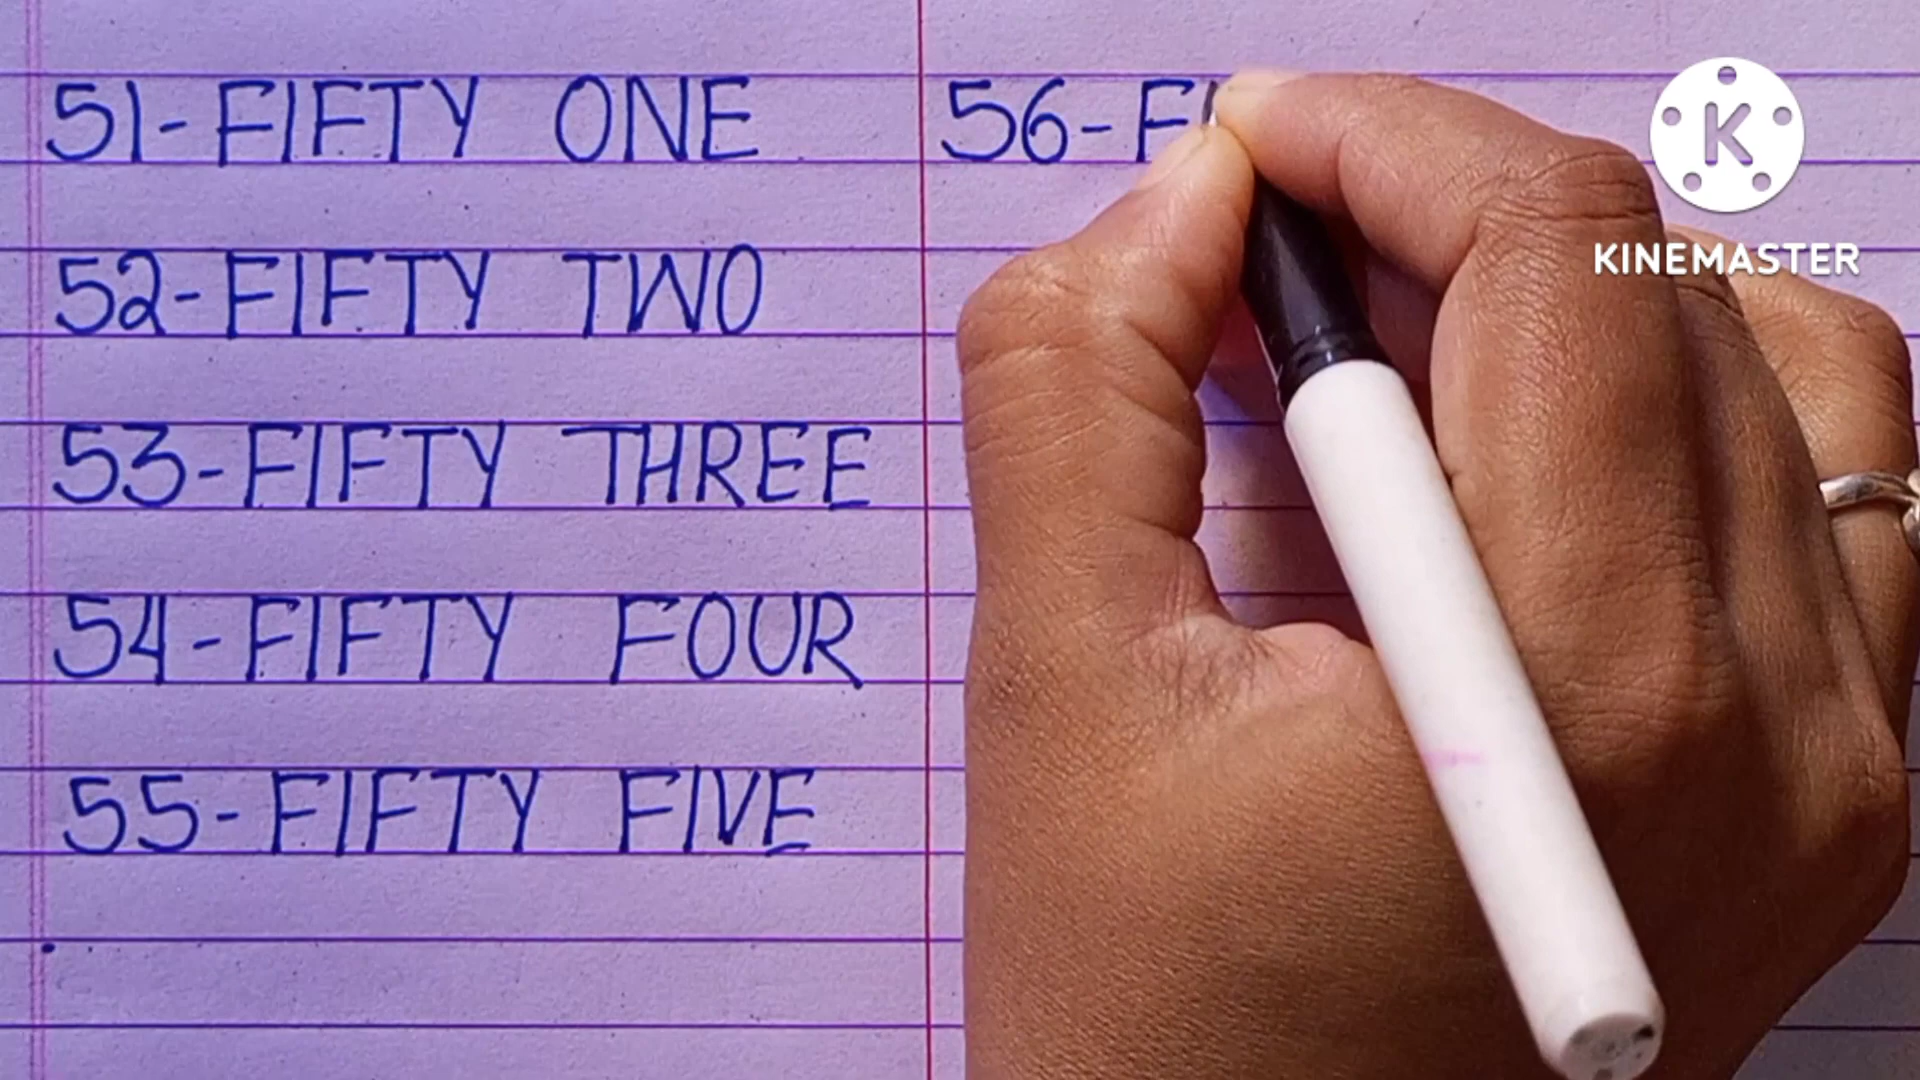 51-FIFTY ONE
52-FIFTY TWO
53-FIFTY THREE
54-FIFTY FOUR
55-FIFTY FIVE
56-F
K
KINEMASTER